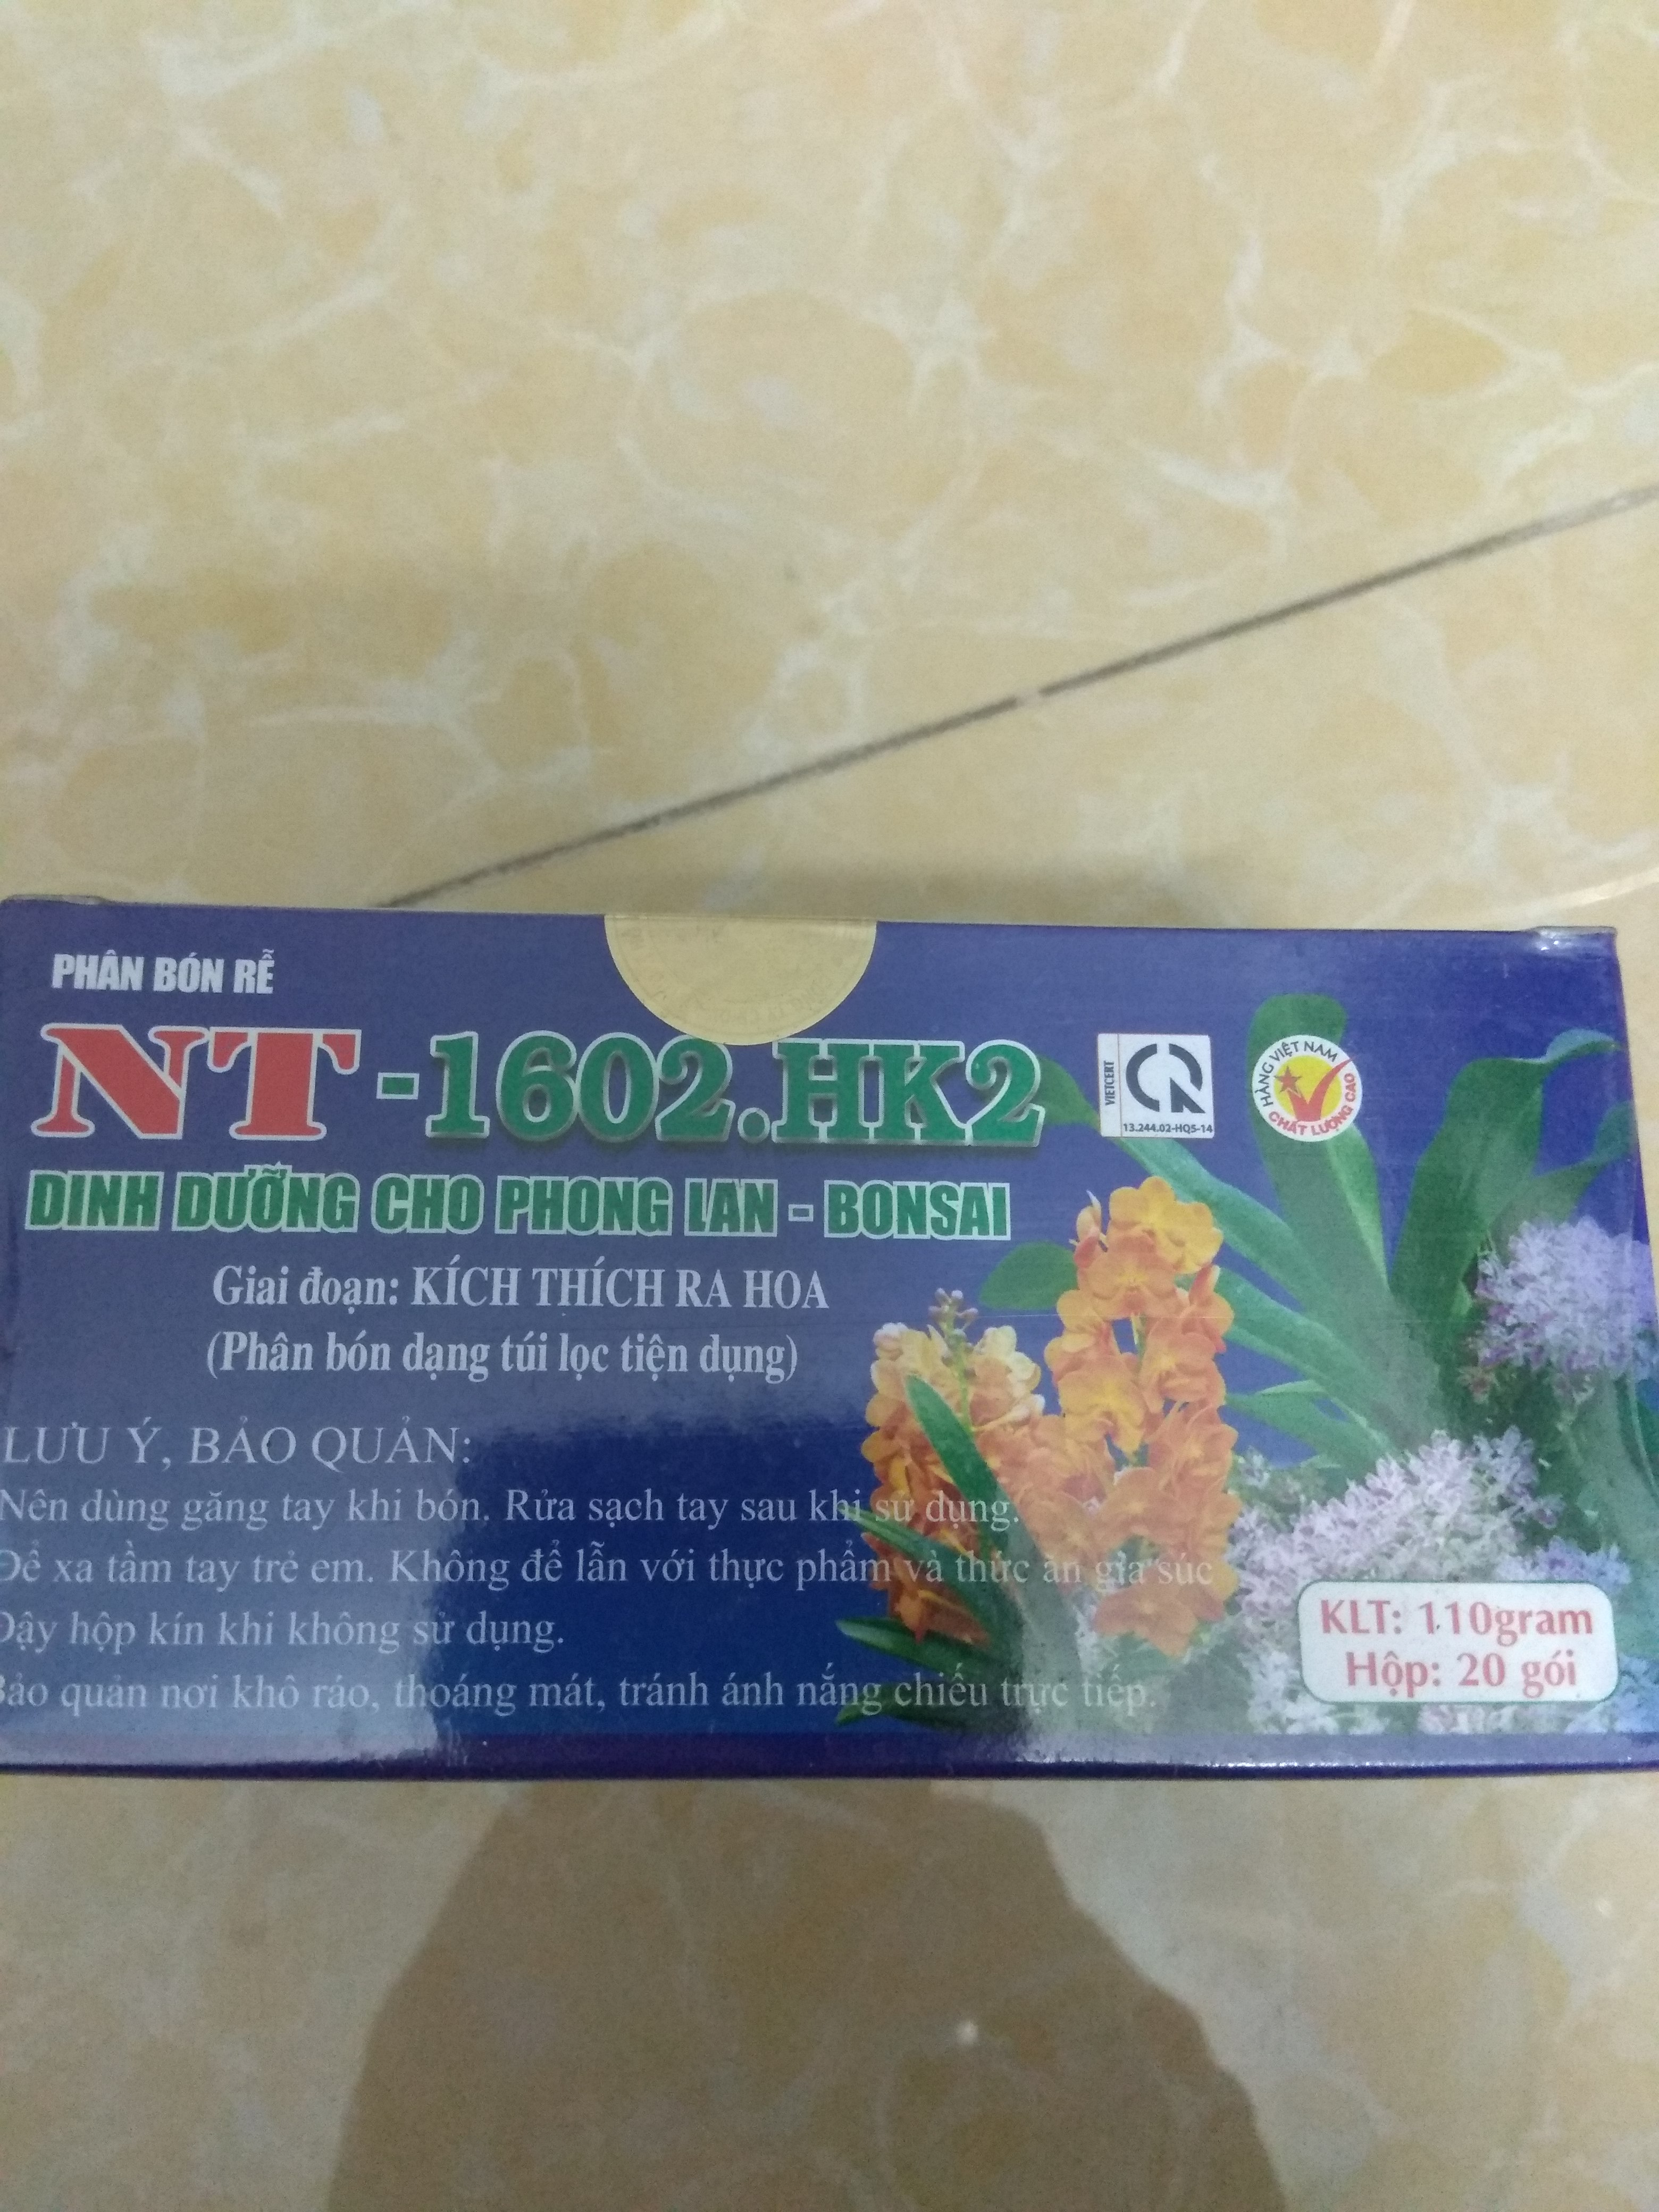 PHÂN BÓN RỄ
NT-1602.HK2
VIETCERT
13.244.02-HQ5-14
HÀNG VIỆT NAM
CHẤT LƯỢNG CAO
DINH DƯỠNG CHO PHONG LAN - BONSAI
Giai đoạn: KÍCH THÍCH RA HOA
(Phân bón dạng túi lọc tiện dụng)
LƯU Ý, BẢO QUẢN:
Nên dùng găng tay khi bón. Rửa sạch tay sau khi sử dụng.
Để xa tầm tay trẻ em. Không để lẫn với thực phẩm và thức ăn gia súc
Đậy hộp kín khi không sử dụng.
Bảo quản nơi khô ráo, thoáng mát, tránh ánh nắng chiếu trực tiếp.
KLT: 110gram
Hộp: 20 gói